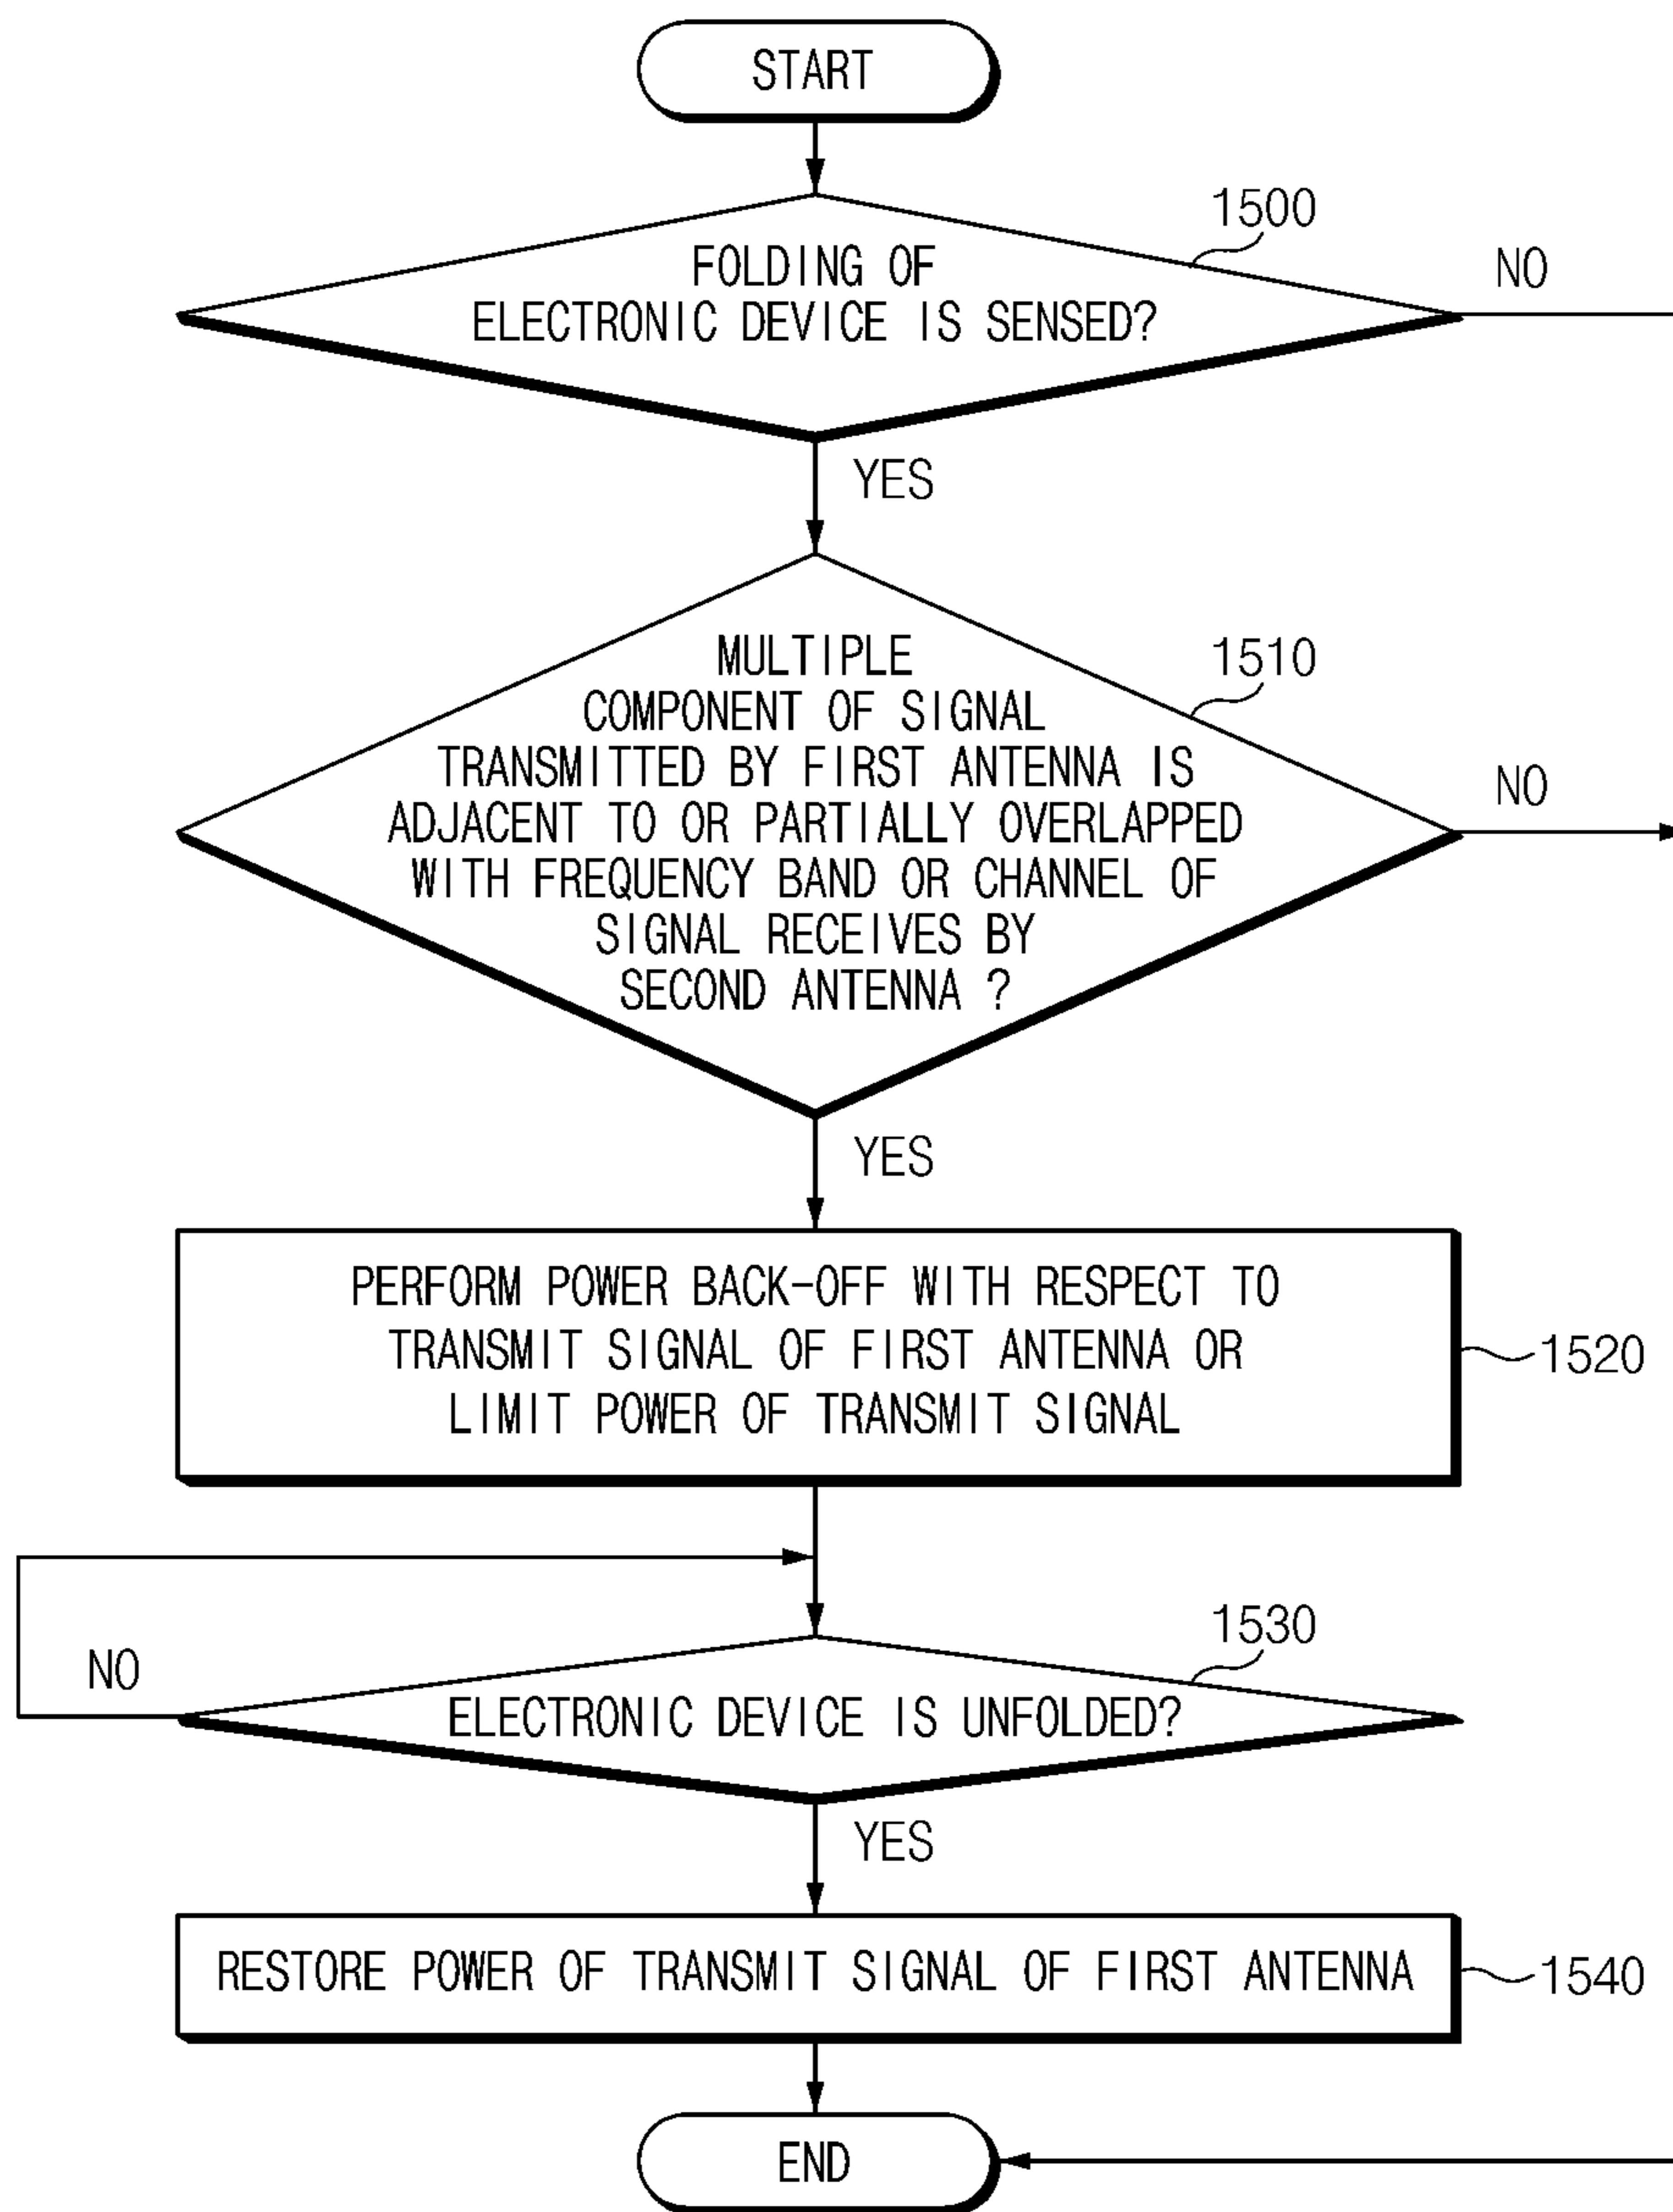 START
1500
FOLDING OF
ELECTRONIC DEVICE IS SENSED?
NO
YES
1510
MULTIPLE
COMPONENT OF SIGNAL
TRANSMITTED BY FIRST ANTENNA IS
ADJACENT TO OR PARTIALLY OVERLAPPED
WITH FREQUENCY BAND OR CHANNEL OF
SIGNAL RECEIVES BY
SECOND ANTENNA ?
NO
YES
PERFORM POWER BACK-OFF WITH RESPECT TO
TRANSMIT SIGNAL OF FIRST ANTENNA OR
LIMIT POWER OF TRANSMIT SIGNAL
1520
1530
NO
ELECTRONIC DEVICE IS UNFOLDED?
YES
RESTORE POWER OF TRANSMIT SIGNAL OF FIRST ANTENNA
1540
END